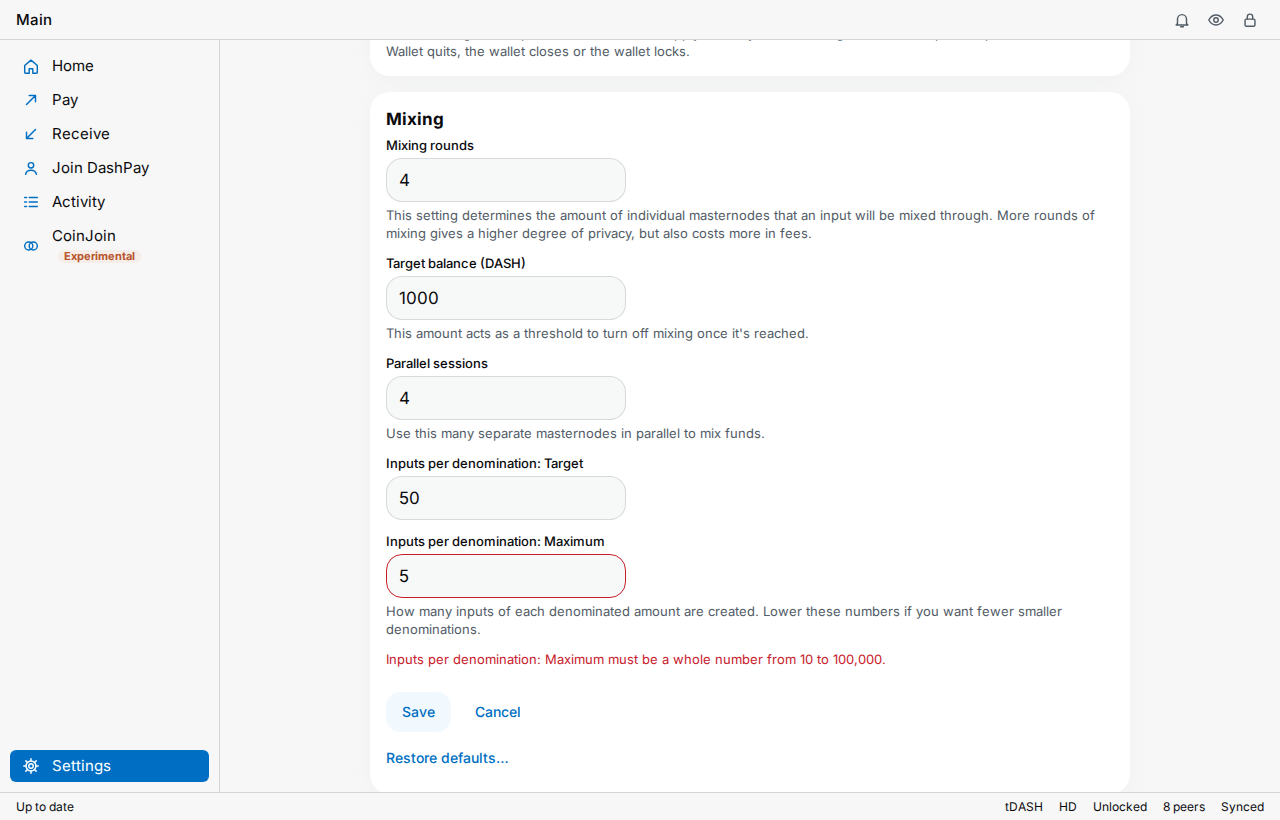 Main
Home
Pay
Receive
Join DashPay
Activity
CoinJoin
Experimental
Settings
Wallet quits, the wallet closes or the wallet locks.
Mixing
Mixing rounds
4
This setting determines the amount of individual masternodes that an input will be mixed through. More rounds of
mixing gives a higher degree of privacy, but also costs more in fees.
Target balance (DASH)
1000
This amount acts as a threshold to turn off mixing once it's reached.
Parallel sessions
4
Use this many separate masternodes in parallel to mix funds.
Inputs per denomination: Target
50
Inputs per denomination: Maximum
5
How many inputs of each denominated amount are created. Lower these numbers if you want fewer smaller
denominations.
Inputs per denomination: Maximum must be a whole number from 10 to 100,000.
Save Cancel
Restore defaults...
Up to date tDASH HD Unlocked 8 peers Synced